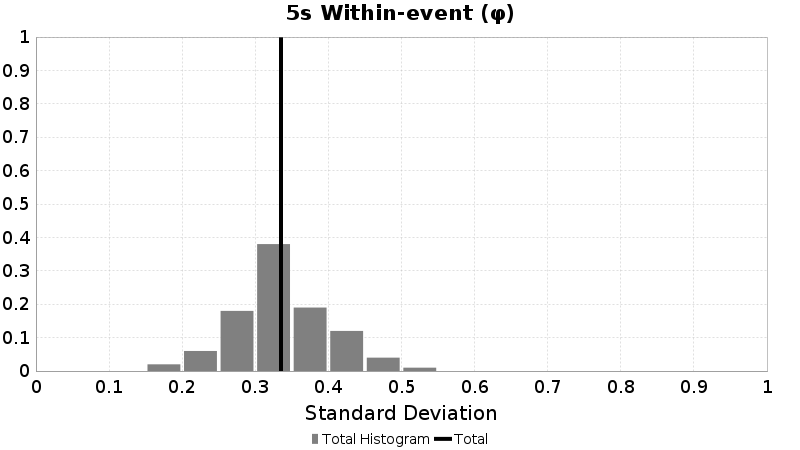 5s Within-event (φ)
1
0.9
0.8
0.7
0.6
0.5
0.4
0.3
0.2
0.1
0
0 0.1 0.2 0.3 0.4 0.5 0.6 0.7 0.8 0.9 1
Standard Deviation
Total Histogram Total